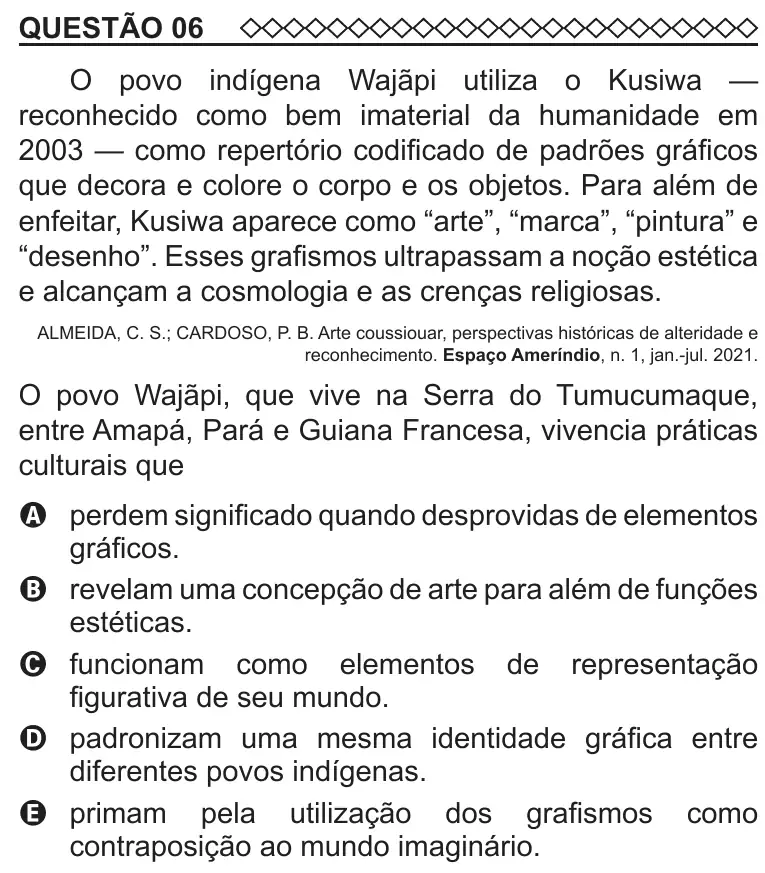 QUESTÃO 06
O povo indígena Wajãpi utiliza o Kusiwa —
reconhecido como bem imaterial da humanidade em
2003 — como repertório codificado de padrões gráficos
que decora e colore o corpo e os objetos. Para além de
enfeitar, Kusiwa aparece como “arte”, “marca”, “pintura” e
“desenho”. Esses grafismos ultrapassam a noção estética
e alcançam a cosmologia e as crenças religiosas.
ALMEIDA, C. S.; CARDOSO, P. B. Arte coussiouar, perspectivas históricas de alteridade e
reconhecimento. Espaço Ameríndio, n. 1, jan.-jul. 2021.
O povo Wajãpi, que vive na Serra do Tumucumaque,
entre Amapá, Pará e Guiana Francesa, vivencia práticas
culturais que
A perdem significado quando desprovidas de elementos
gráficos.
B revelam uma concepção de arte para além de funções
estéticas.
C funcionam como elementos de representação
figurativa de seu mundo.
D padronizam uma mesma identidade gráfica entre
diferentes povos indígenas.
E primam pela utilização dos grafismos como
contraposição ao mundo imaginário.